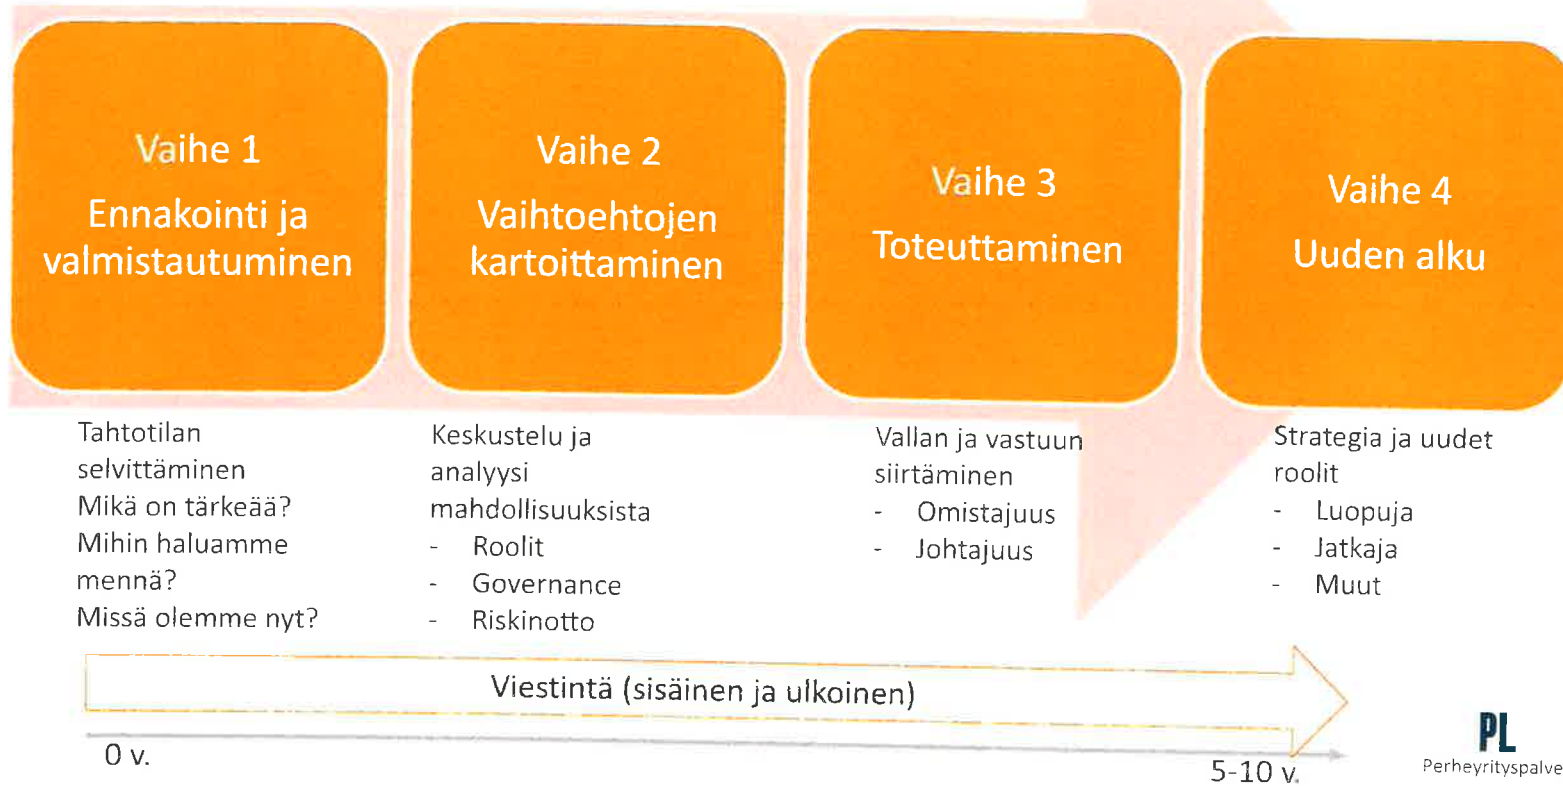 Vaihe 1
Ennakointi ja
valmistautuminen
Vaihe 2
Vaihtoehtojen
kartoittaminen
Vaihe 3
Toteuttaminen
Vaihe 4
Uuden alku
Tahtotilan
selvittäminen
Mikä on tärkeää?
Mihin haluamme
mennä?
Missä olemme nyt?
Keskustelu ja
analyysi
mahdollisuuksista
- Roolit
- Governance
- Riskinotto
Vallan ja vastuun
siirtäminen
- Omistajuus
- Johtajuus
Strategia ja uudet
roolit
- Luopuja
- Jatkaja
- Muut
Viestintä (sisäinen ja ulkoinen)
0 v.
5-10 v.
PL
Perheyrityspalve